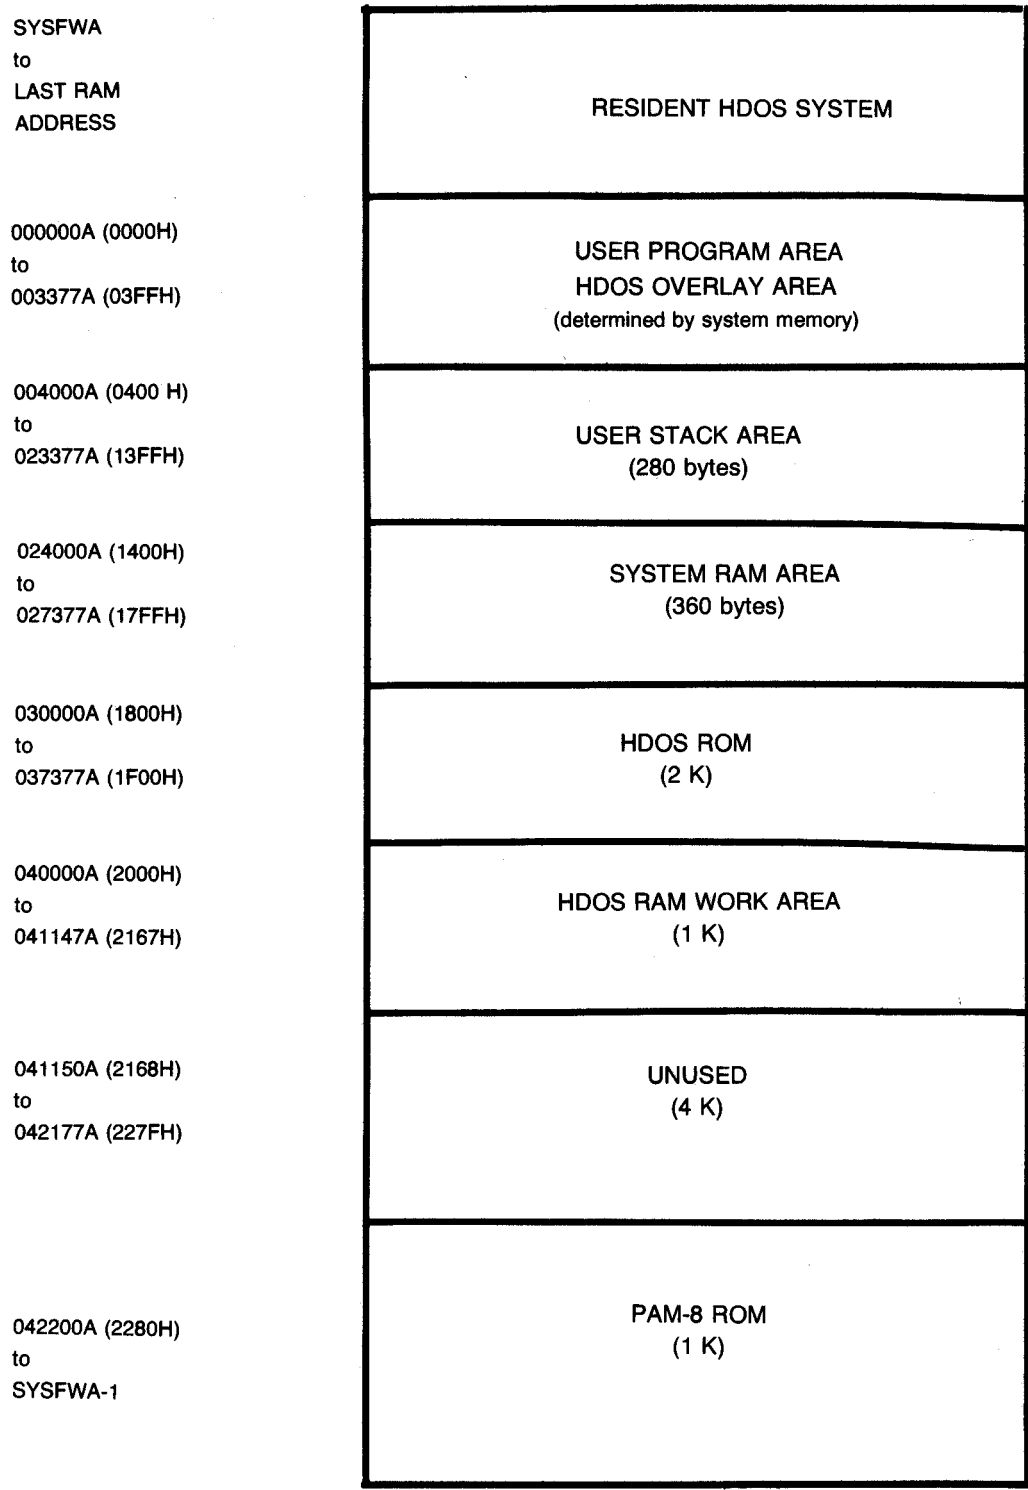 SYSFWA
to
LAST RAM
ADDRESS
RESIDENT HDOS SYSTEM
000000A (0000H)
to
003377A (03FFH)
USER PROGRAM AREA
HDOS OVERLAY AREA
(determined by system memory)
004000A (0400 H)
to
023377A (13FFH)
USER STACK AREA
(280 bytes)
024000A (1400H)
to
027377A (17FFH)
SYSTEM RAM AREA
(360 bytes)
030000A (1800H)
to
037377A (1F00H)
HDOS ROM
(2 K)
040000A (2000H)
to
041147A (2167H)
HDOS RAM WORK AREA
(1 K)
041150A (2168H)
to
042177A (227FH)
UNUSED
(4 K)
042200A (2280H)
to
SYSFWA-1
PAM-8 ROM
(1 K)